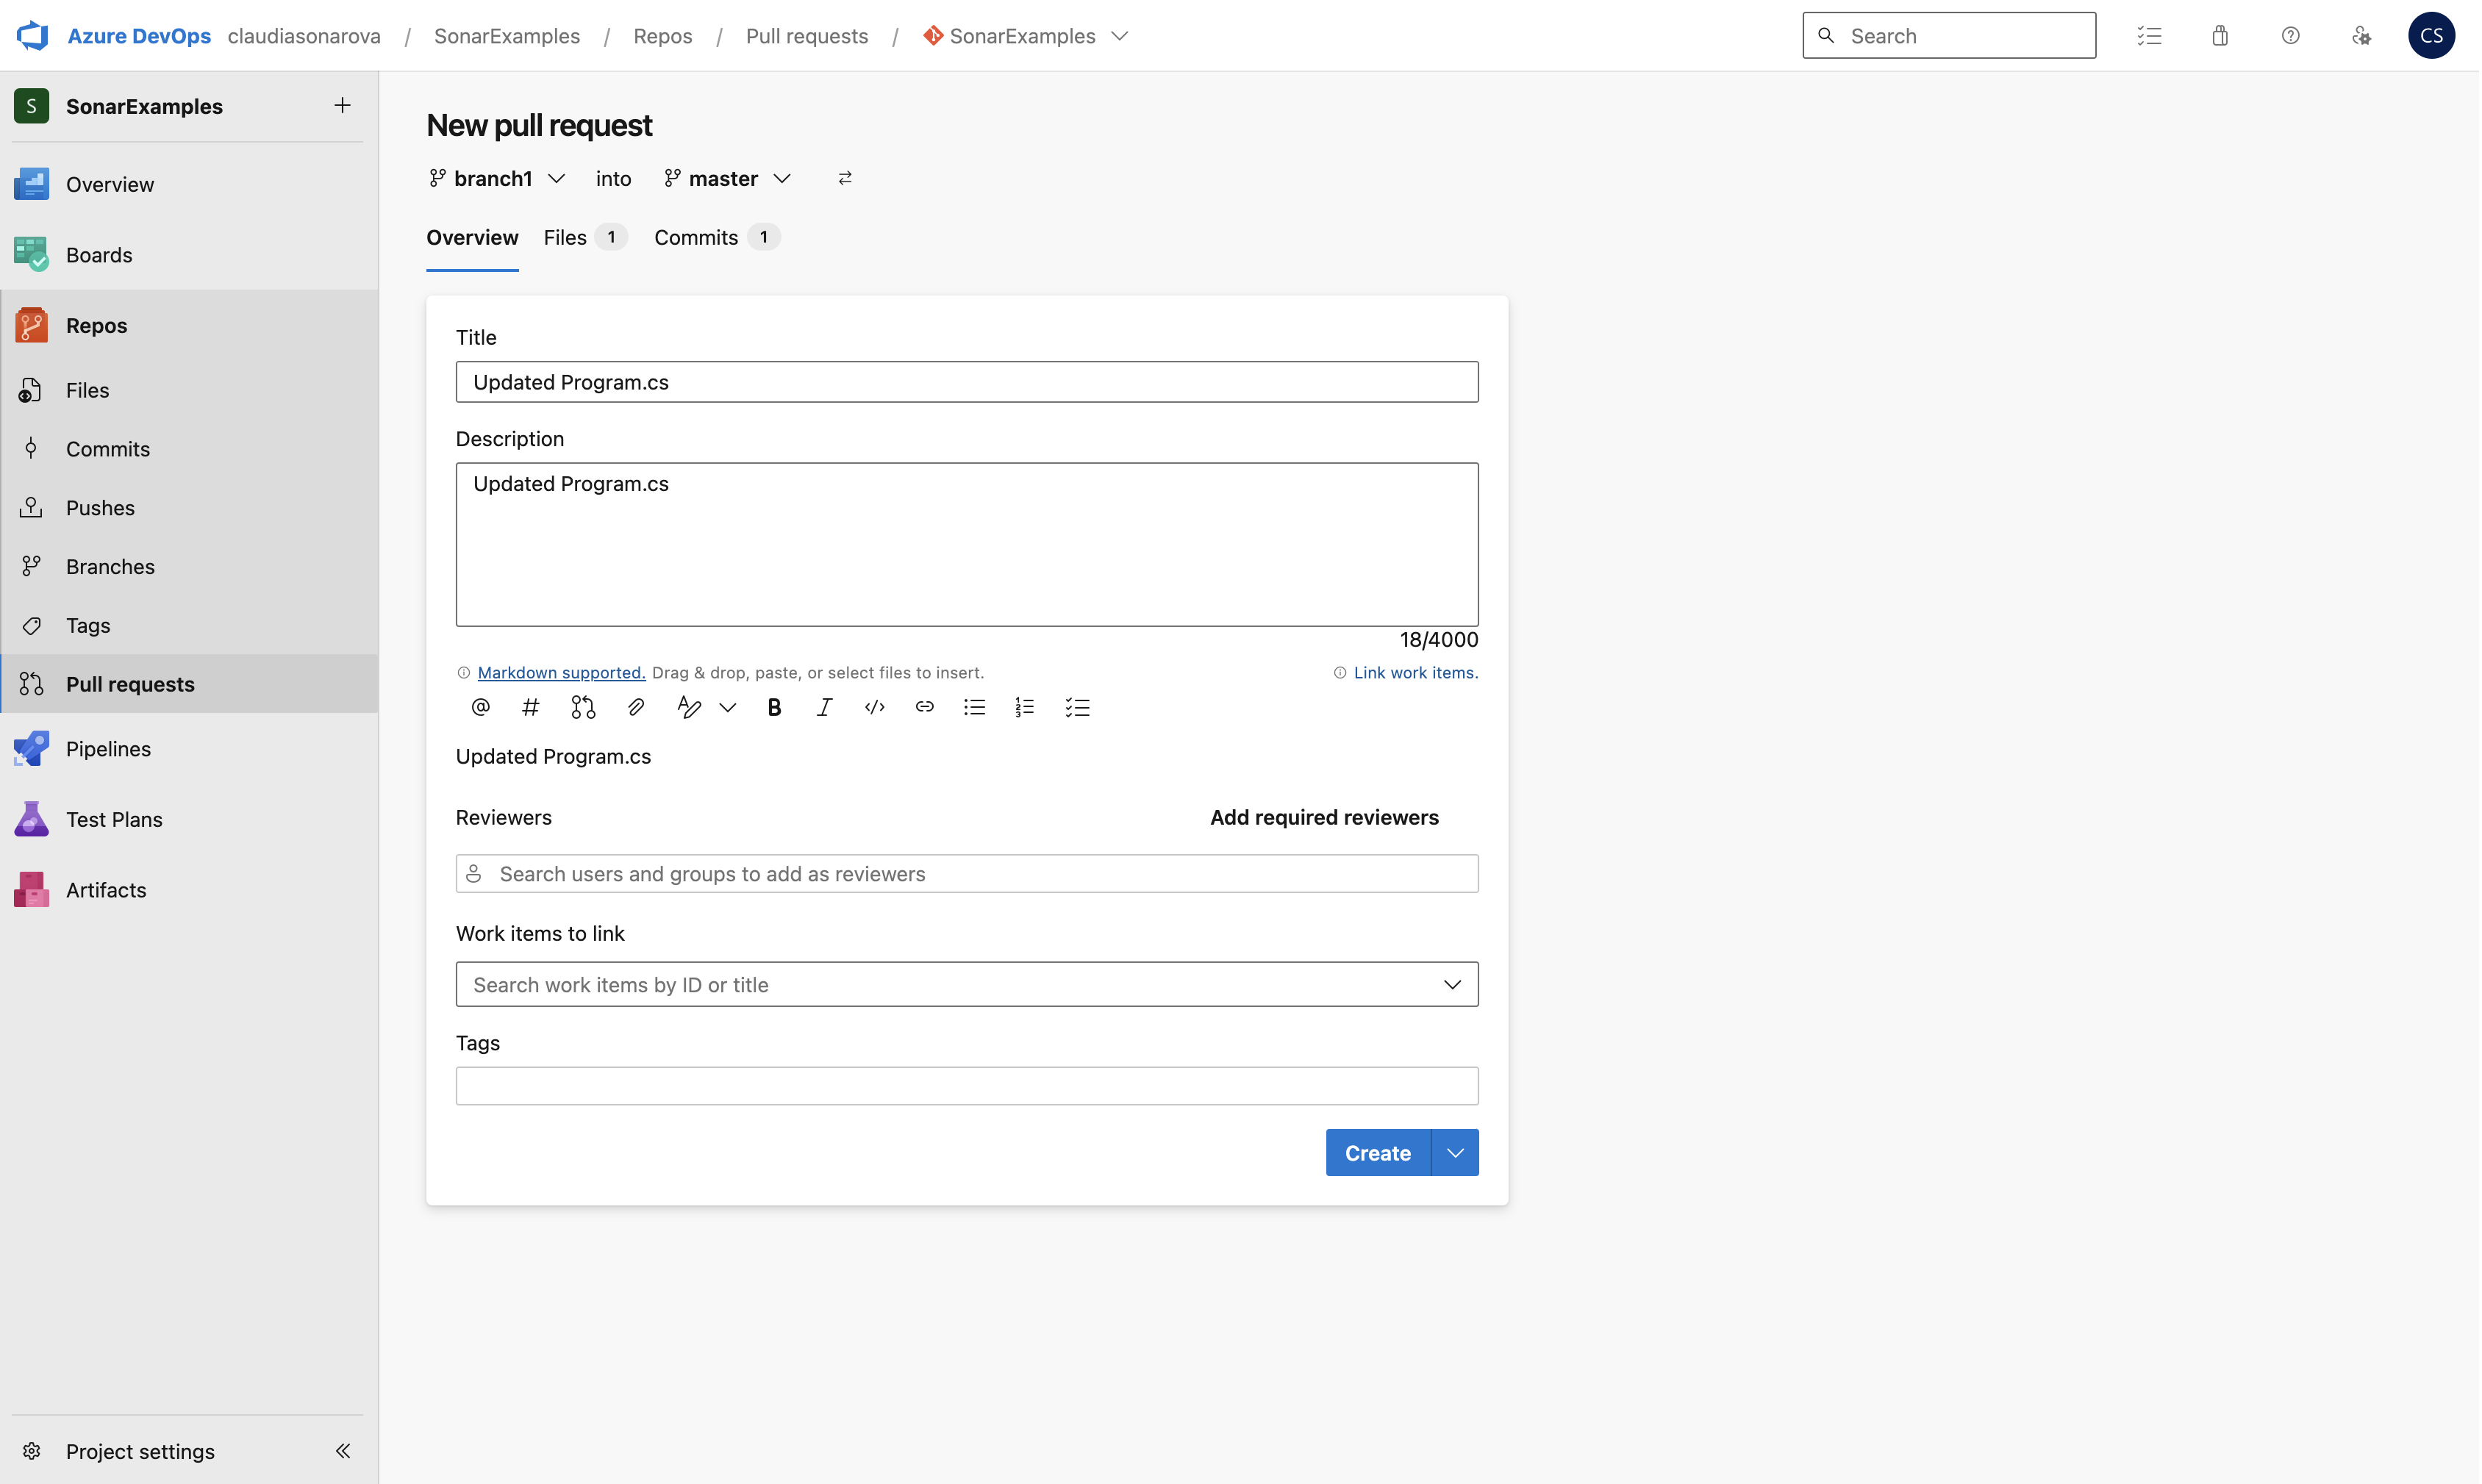 Azure DevOps claudiasonarova / SonarExamples / Repos / Pull requests / SonarExamples Search CS
S SonarExamples
Overview
Boards
Repos
Files
Commits
Pushes
Branches
Tags
Pull requests
Pipelines
Test Plans
Artifacts
Project settings
New pull request
branch1 into master
Overview Files 1 Commits 1
Title
Updated Program.cs
Description
Updated Program.cs
18/4000
Markdown supported. Drag & drop, paste, or select files to insert. Link work items.
Updated Program.cs
Reviewers Add required reviewers
Search users and groups to add as reviewers
Work items to link
Search work items by ID or title
Tags
Create